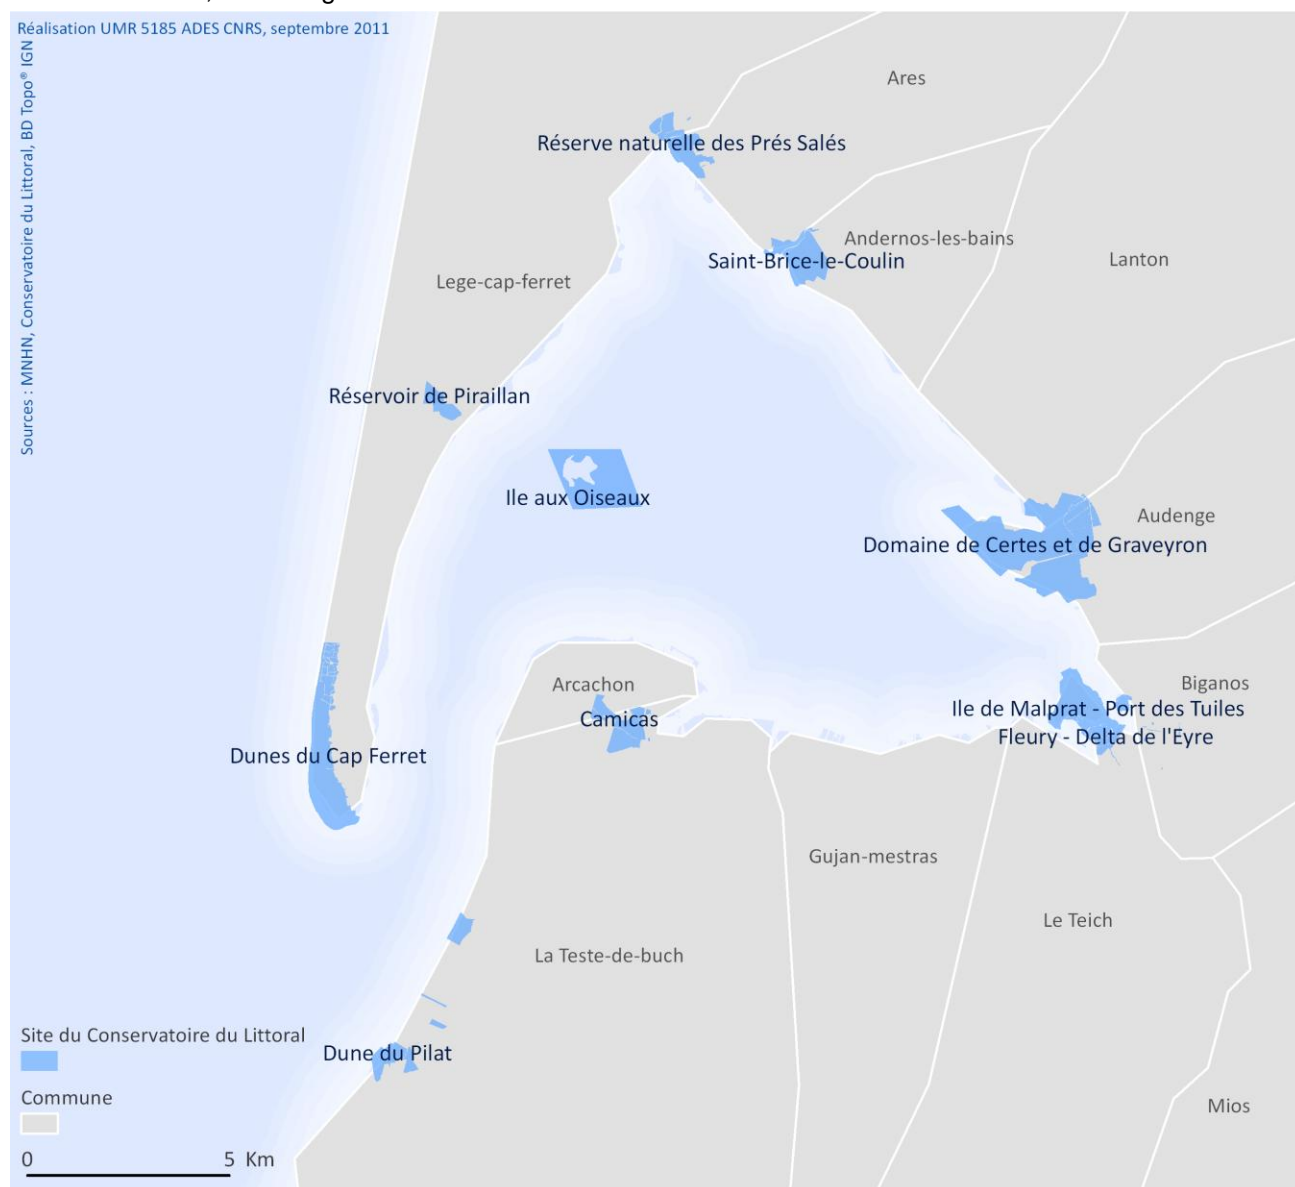 Réalisation UMR 5185 ADES CNRS, septembre 2011
Sources : MNHN, Conservatoire du Littoral, BD Topo® IGN
Ares
Réserve naturelle des Prés Salés
Andernos-les-bains
Saint-Brice-le-Coulin
Lanton
Lege-cap-ferret
Réservoir de Piraillan
Ile aux Oiseaux
Audenge
Domaine de Certes et de Graveyron
Arcachon
Biganos
Camicas
Ile de Malprat - Port des Tuiles
Fleury - Delta de l'Eyre
Dunes du Cap Ferret
Gujan-mestras
Le Teich
La Teste-de-buch
Site du Conservatoire du Littoral
Dune du Pilat
Commune
Mios
0 5 Km